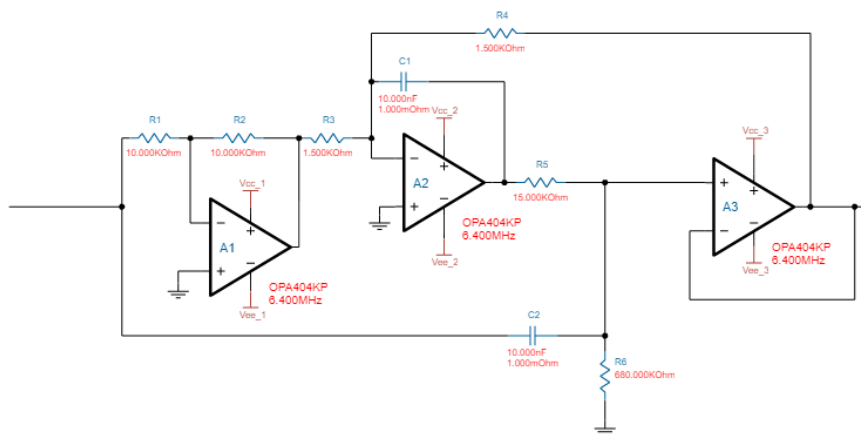 R4
1.500KOhm
C1
10.000nF
1.000mOhm
R1
10.000KOhm
R2
10.000KOhm
R3
1.500KOhm
Vcc_2
Vcc_3
Vcc_1
A2
R5
15.000KOhm
A3
A1
OPA404KP
6.400MHz
Vee_2
OPA404KP
6.400MHz
Vee_3
OPA404KP
6.400MHz
Vee_1
C2
10.000nF
1.000mOhm
R6
680.000KOhm